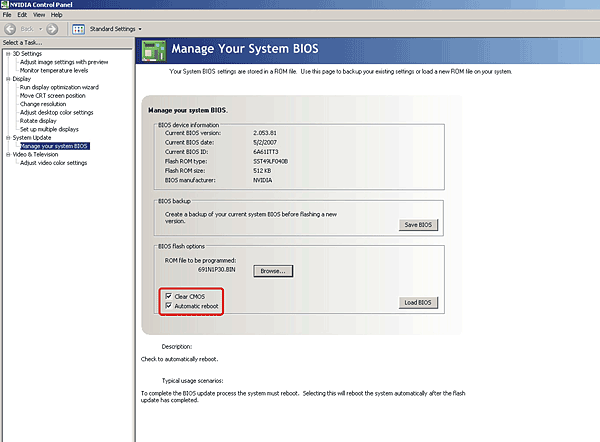 NVIDIA Control Panel
File Edit View Help
Back Standard Settings
Select a Task...
3D Settings
Adjust image settings with preview
Monitor temperature levels
Display
Run display optimization wizard
Move CRT screen position
Change resolution
Adjust desktop color settings
Rotate display
Set up multiple displays
System Update
Manage your system BIOS
Video & Television
Adjust video color settings
Manage Your System BIOS
Your System BIOS settings are stored in a ROM file. Use this page to backup your existing settings or load a new ROM file on your system.
Manage your system BIOS.
BIOS device information
Current BIOS version: 2.053.81
Current BIOS date: 5/2/2007
Current BIOS ID: 6A61ITT3
Flash ROM type: SST49LF040B
Flash ROM size: 512 KB
BIOS manufacturer: NVIDIA
BIOS backup
Create a backup of your current system BIOS before flashing a new
version.
Save BIOS
BIOS flash options
ROM file to be programmed:
691N1P30.BIN Browse...
Clear CMOS
Automatic reboot
Load BIOS
Description:
Check to automatically reboot.
Typical usage scenarios:
To complete the BIOS update process the system must reboot. Selecting this will reboot the system automatically after the flash
update has completed.